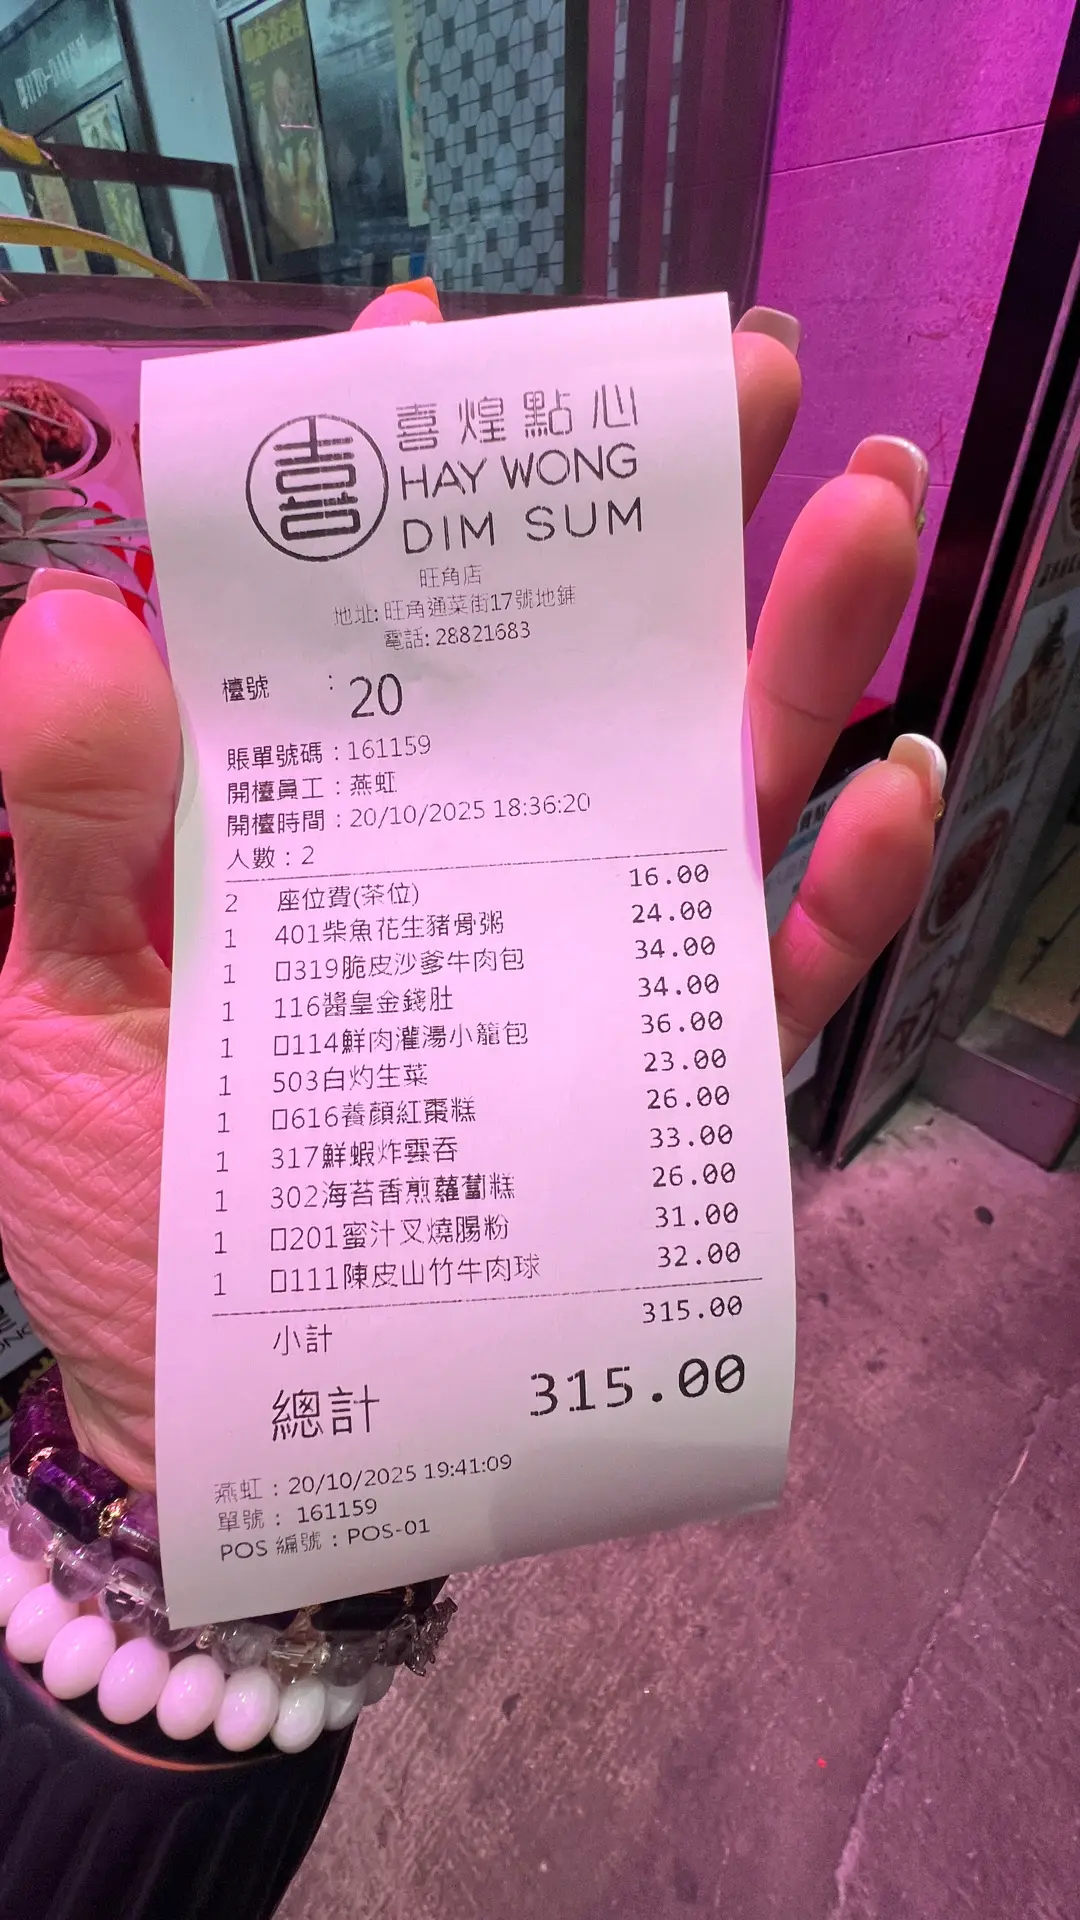 喜煌點心
喜
HAY WONG
DIM SUM
旺角店
地址: 旺角通菜街17號地鋪
電話: 28821683
檯號 : 20
賬單號碼 : 161159
開檯員工 : 燕虹
開檯時間 : 20/10/2025 18:36:20
人數 : 2
2 座位費(茶位) 16.00
1 401柴魚花生豬骨粥 24.00
1 □319脆皮沙爹牛肉包 34.00
1 116醬皇金錢肚 34.00
1 □114鮮肉灌湯小籠包 36.00
1 503白灼生菜 23.00
1 □616養顏紅棗糕 26.00
1 317鮮蝦炸雲吞 33.00
1 302海苔香煎蘿蔔糕 26.00
1 □201蜜汁叉燒腸粉 31.00
1 □111陳皮山竹牛肉球 32.00
小計 315.00
總計 315.00
燕虹 : 20/10/2025 19:41:09
單號 : 161159
POS 編號 : POS-01